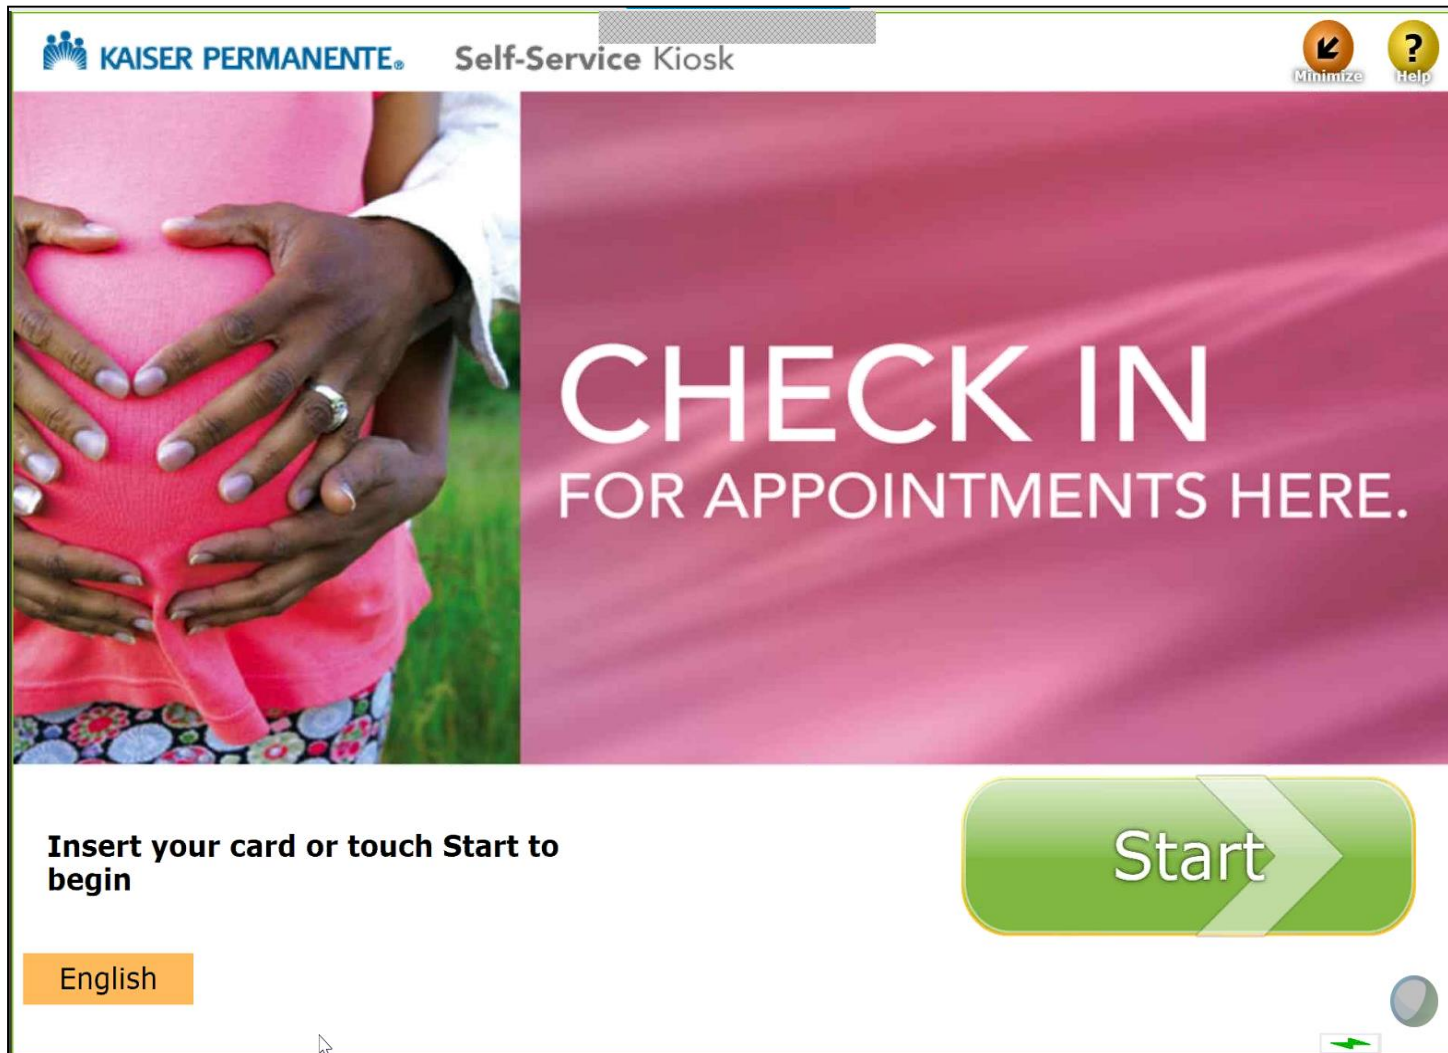 KAISER PERMANENTE® Self-Service Kiosk
Minimize
?
Help
CHECK IN
FOR APPOINTMENTS HERE.
Insert your card or touch Start to
begin
Start
English